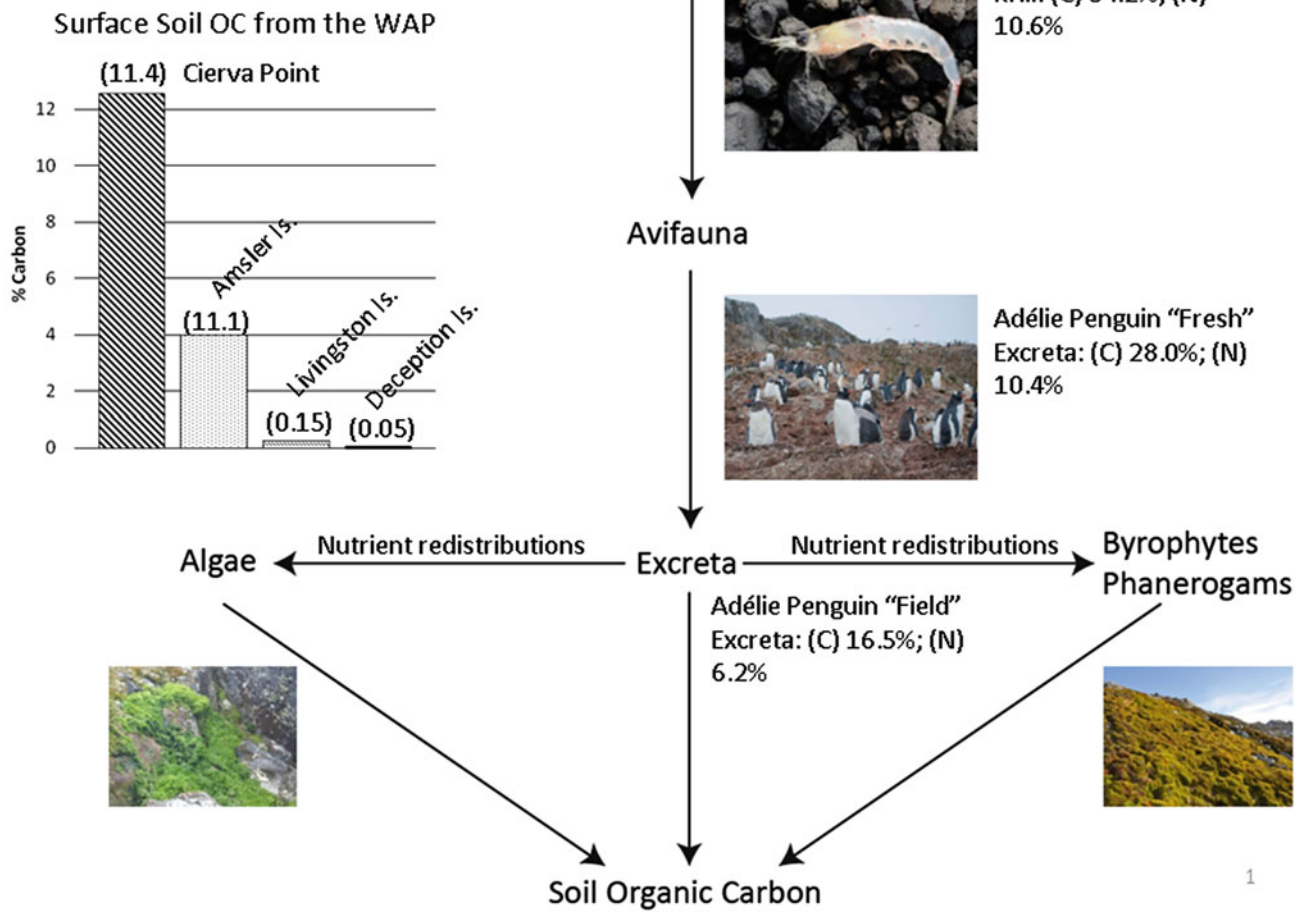 Surface Soil OC from the WAP
(11.4) Cierva Point
12
10
8
6
4
2
0
% Carbon
Amsler Is.
(11.1)
Livingston Is.
(0.15)
Deception Is.
(0.05)
10.6%
Avifauna
Adélie Penguin “Fresh”
Excreta: (C) 28.0%; (N)
10.4%
Algae
Nutrient redistributions
Excreta
Nutrient redistributions
Byrophytes
Phanerogams
Adélie Penguin “Field”
Excreta: (C) 16.5%; (N)
6.2%
Soil Organic Carbon
1